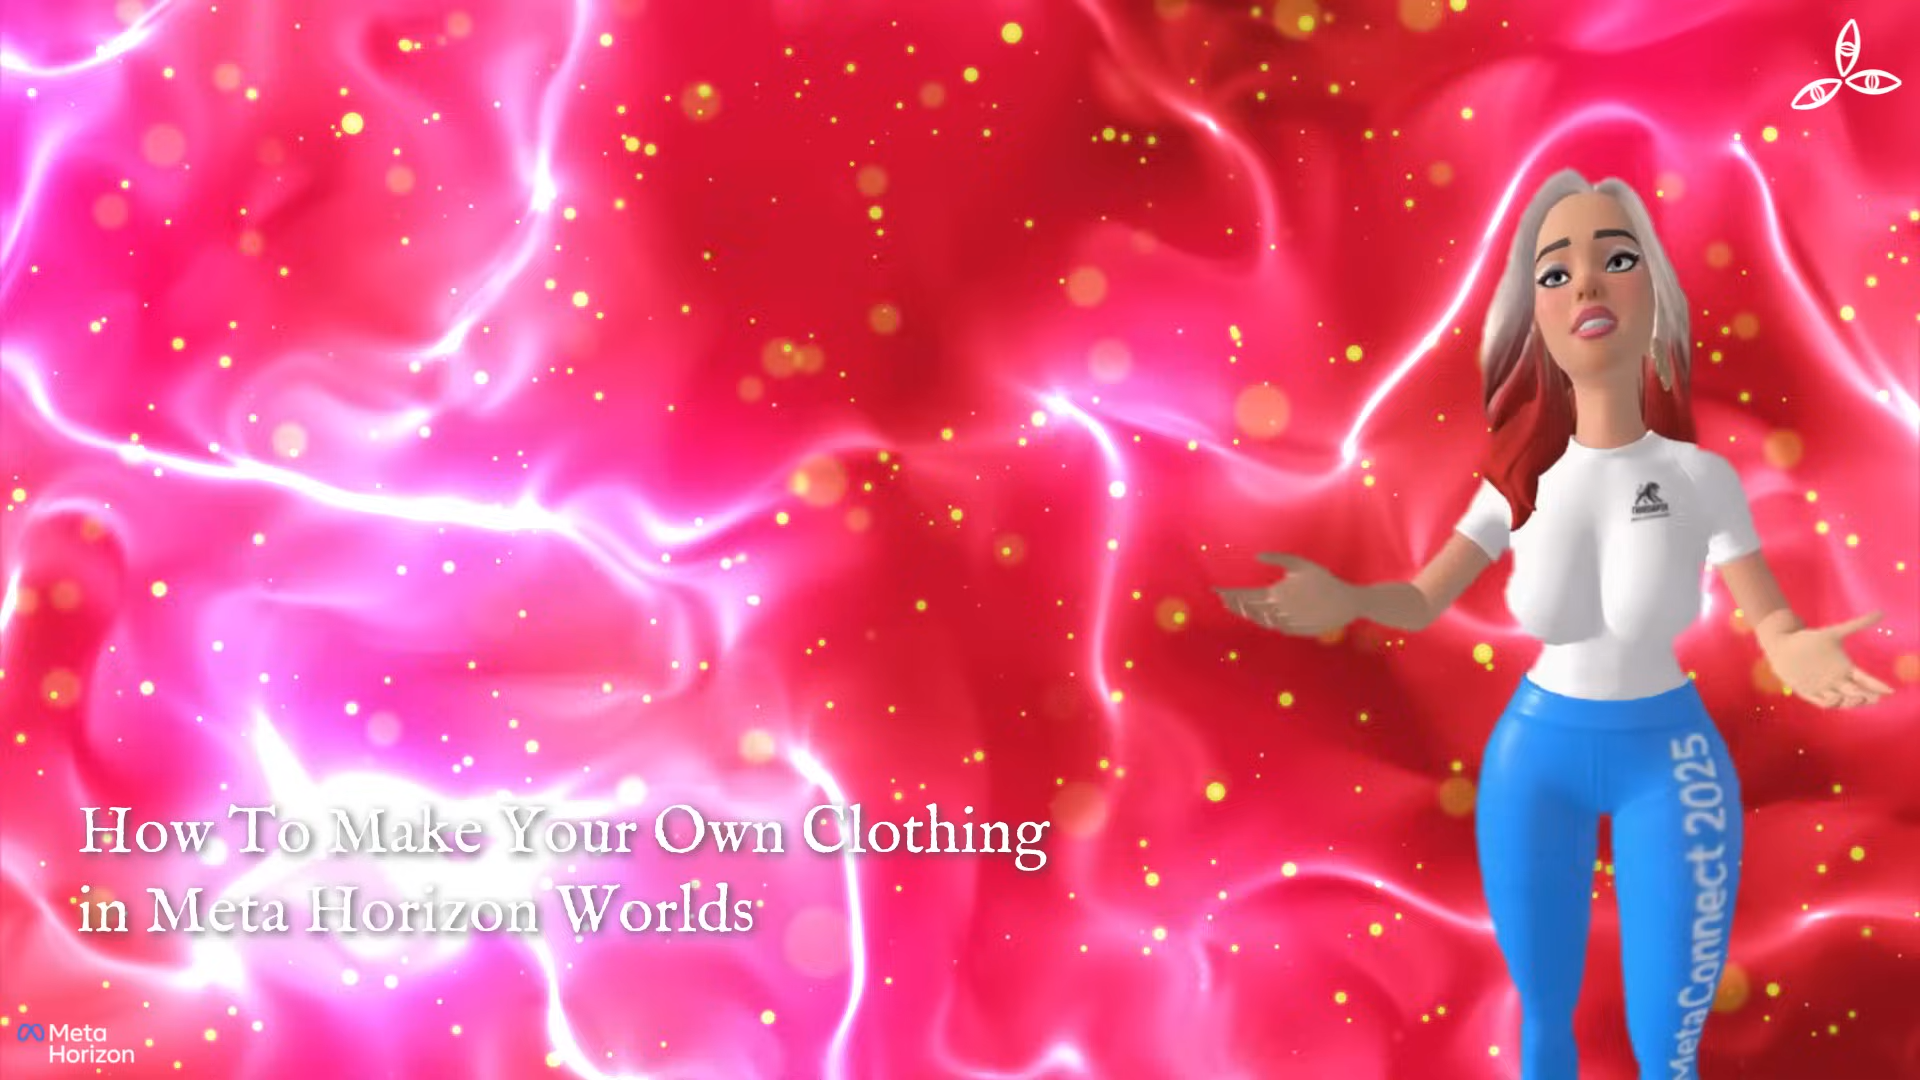 How To Make Your Own Clothing
in Meta Horizon Worlds
MetaConnect 2025
Meta
Horizon